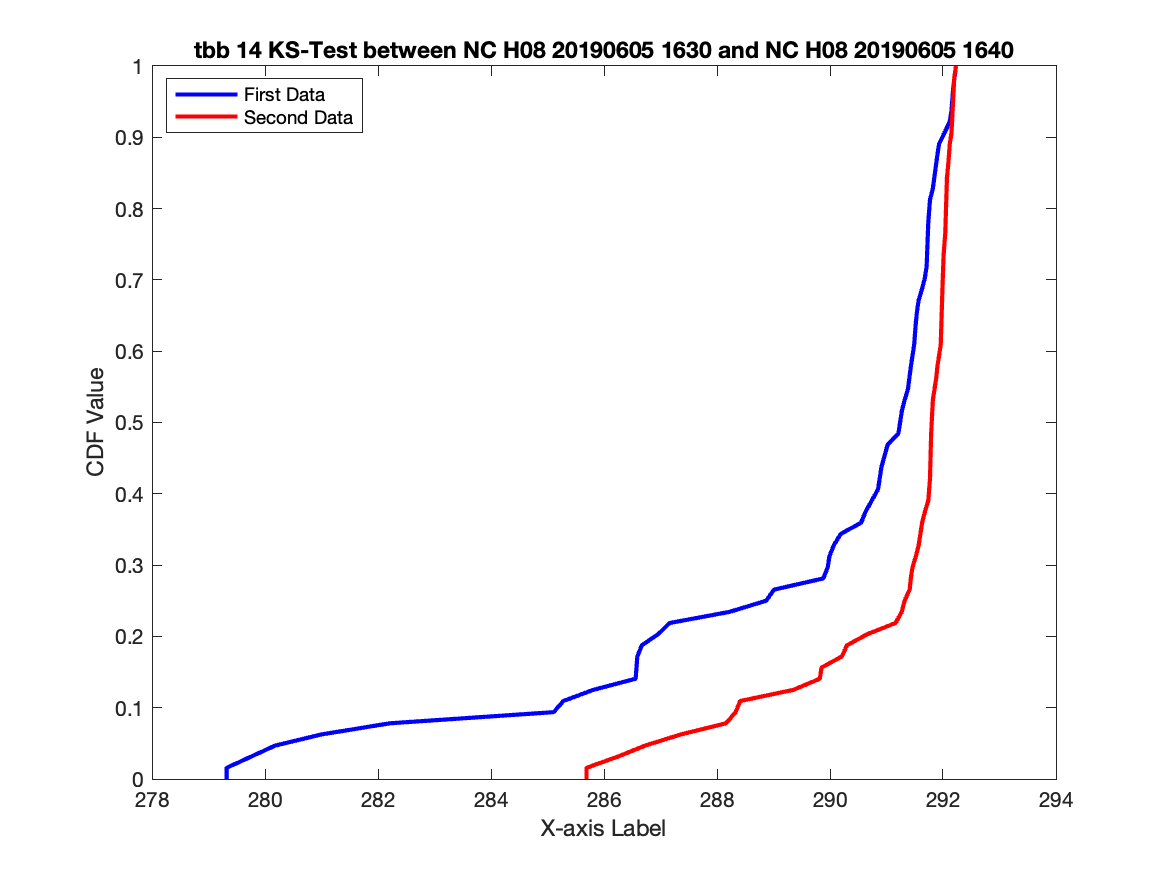 tbb 14 KS-Test between NC H08 20190605 1630 and NC H08 20190605 1640
First Data
Second Data
1
0.9
0.8
0.7
0.6
0.5
0.4
0.3
0.2
0.1
0
CDF Value
278 280 282 284 286 288 290 292 294
X-axis Label